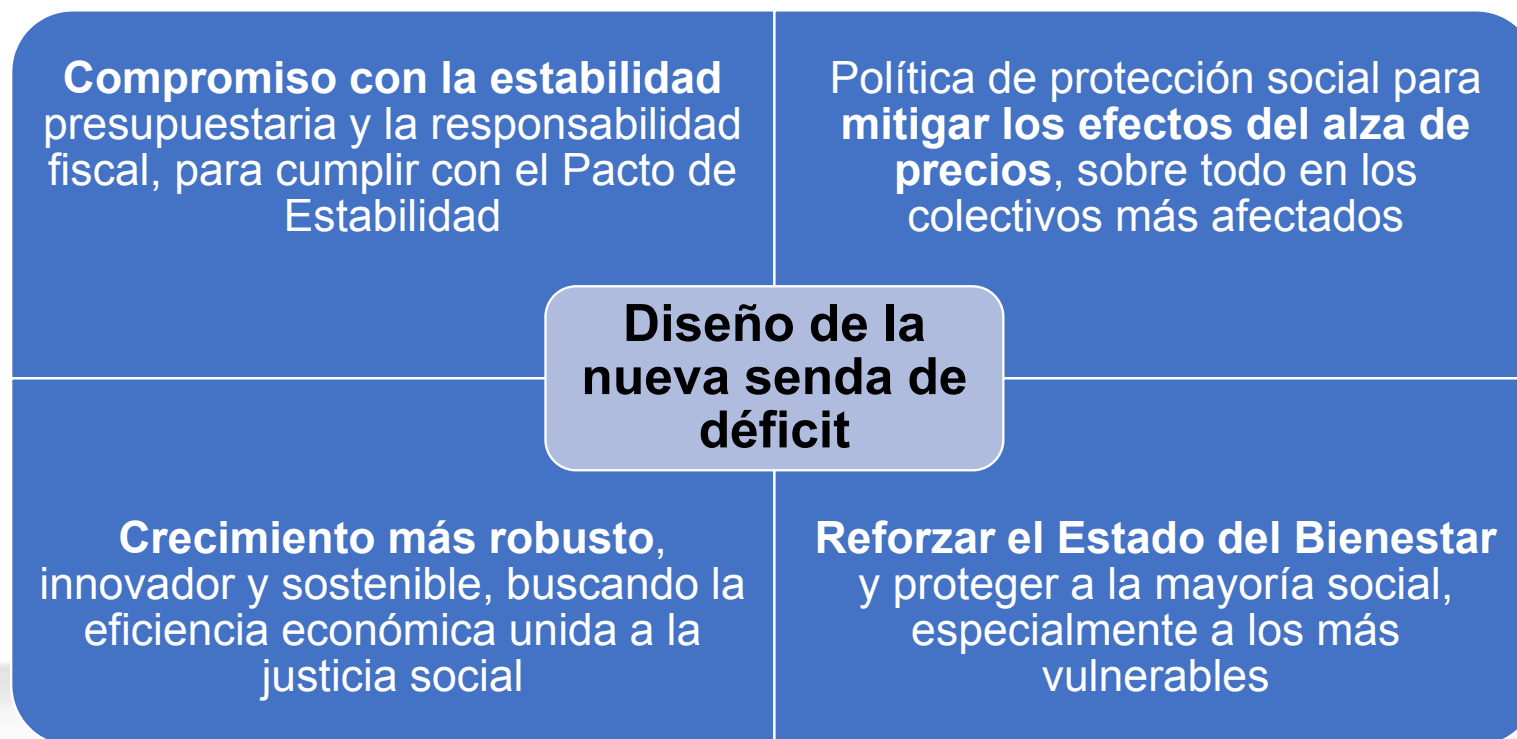 Compromiso con la estabilidad
presupuestaria y la responsabilidad
fiscal, para cumplir con el Pacto de
Estabilidad
Política de protección social para
mitigar los efectos del alza de
precios, sobre todo en los
colectivos más afectados
Diseño de la
nueva senda de
déficit
Crecimiento más robusto,
innovador y sostenible, buscando la
eficiencia económica unida a la
justicia social
Reforzar el Estado del Bienestar
y proteger a la mayoría social,
especialmente a los más
vulnerables